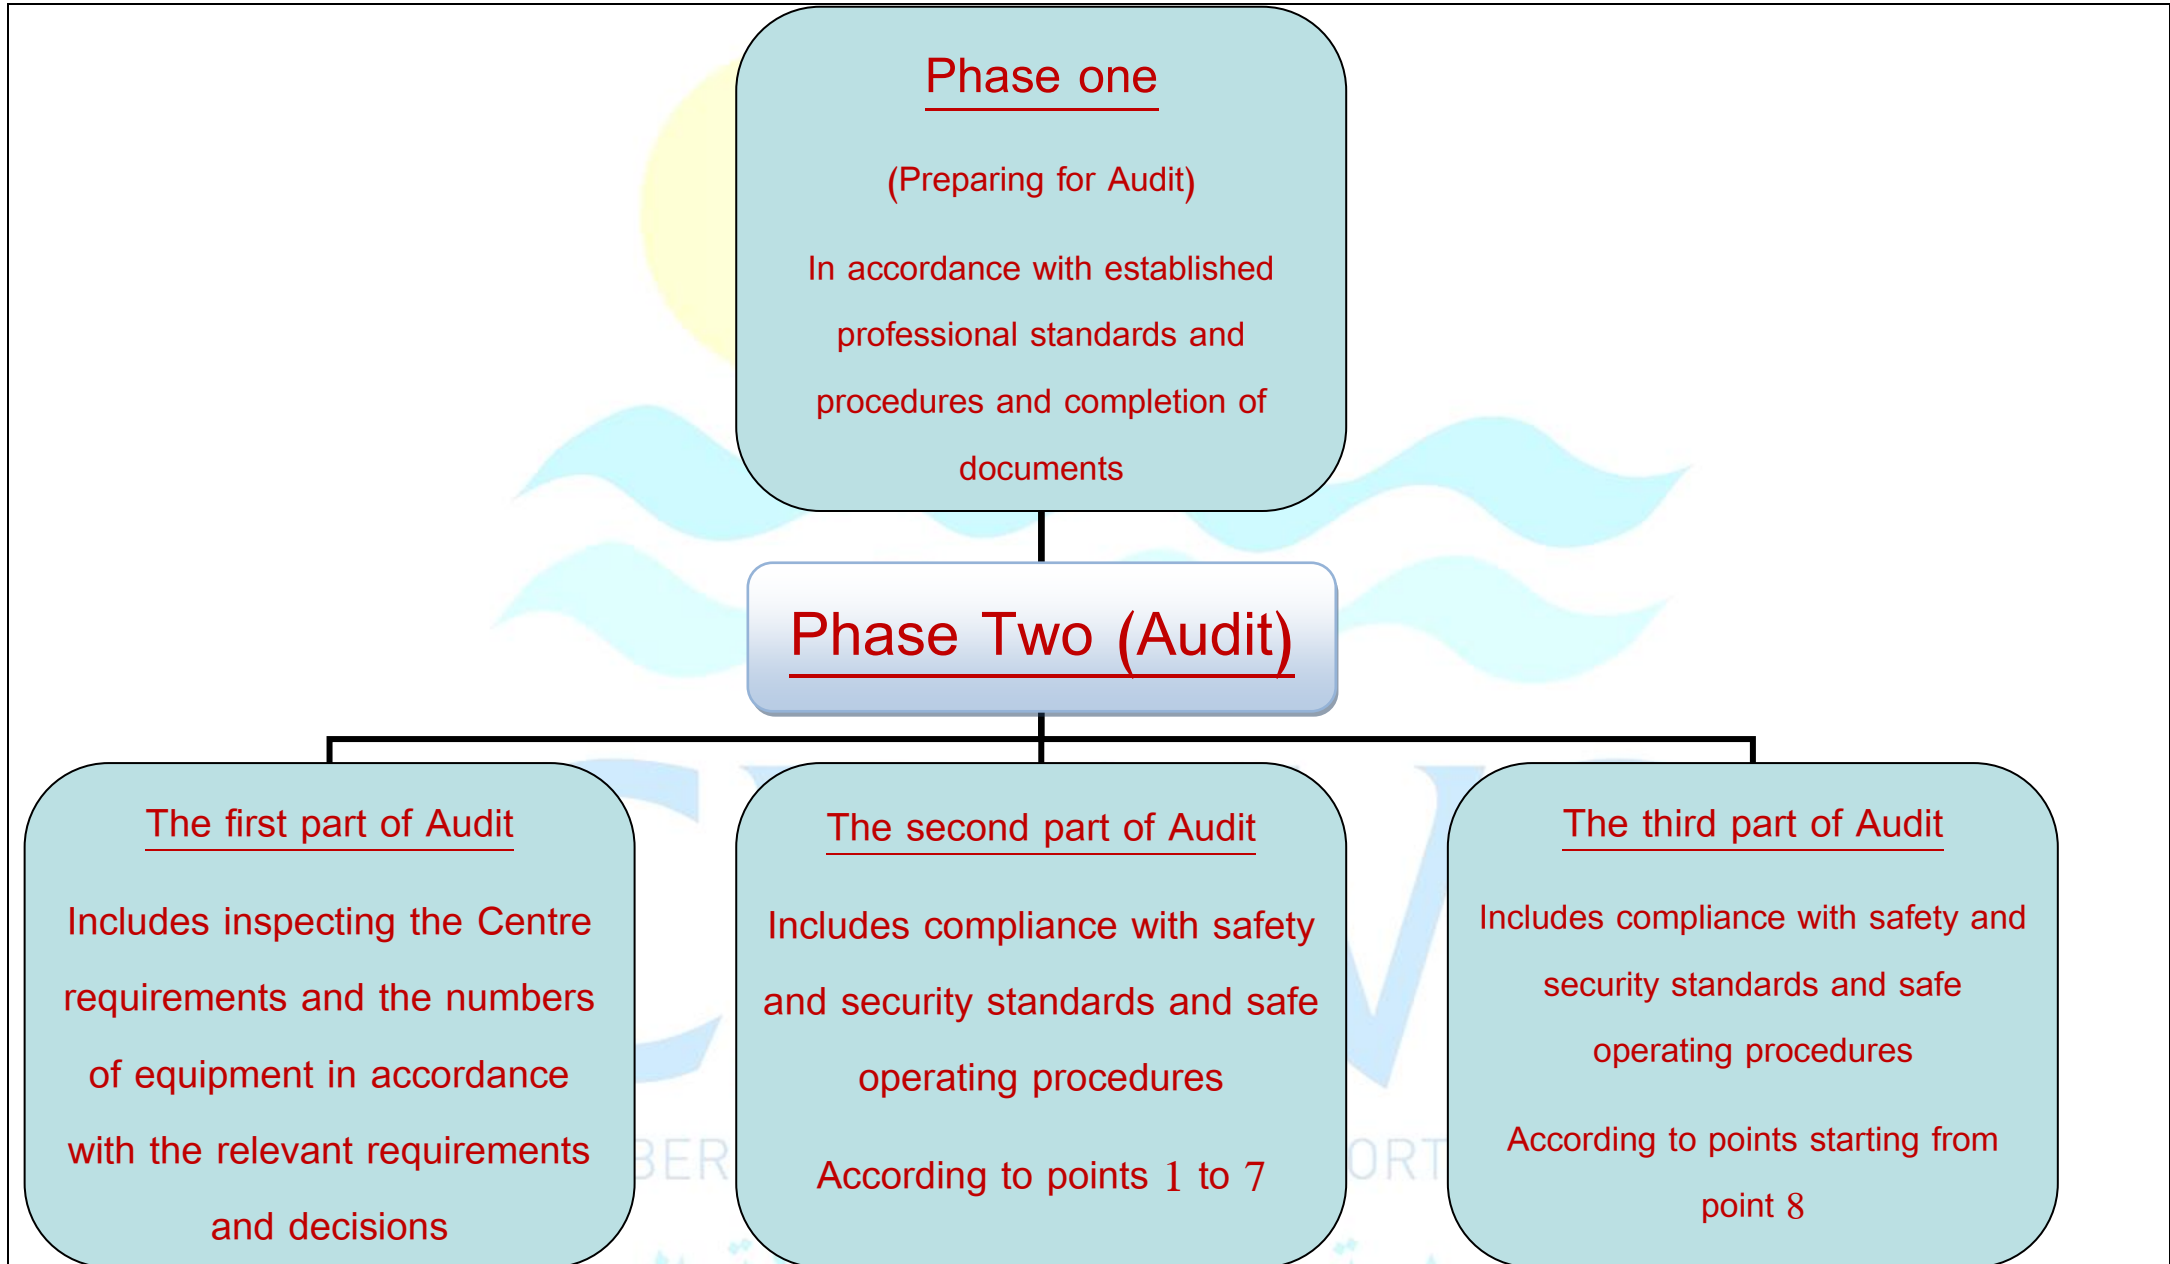 Phase one
(Preparing for Audit)
In accordance with established
professional standards and
procedures and completion of
documents
Phase Two (Audit)
The first part of Audit
Includes inspecting the Centre
requirements and the numbers
of equipment in accordance
with the relevant requirements
and decisions
The second part of Audit
Includes compliance with safety
and security standards and safe
operating procedures
According to points 1 to 7
The third part of Audit
Includes compliance with safety and
security standards and safe
operating procedures
According to points starting from
point 8